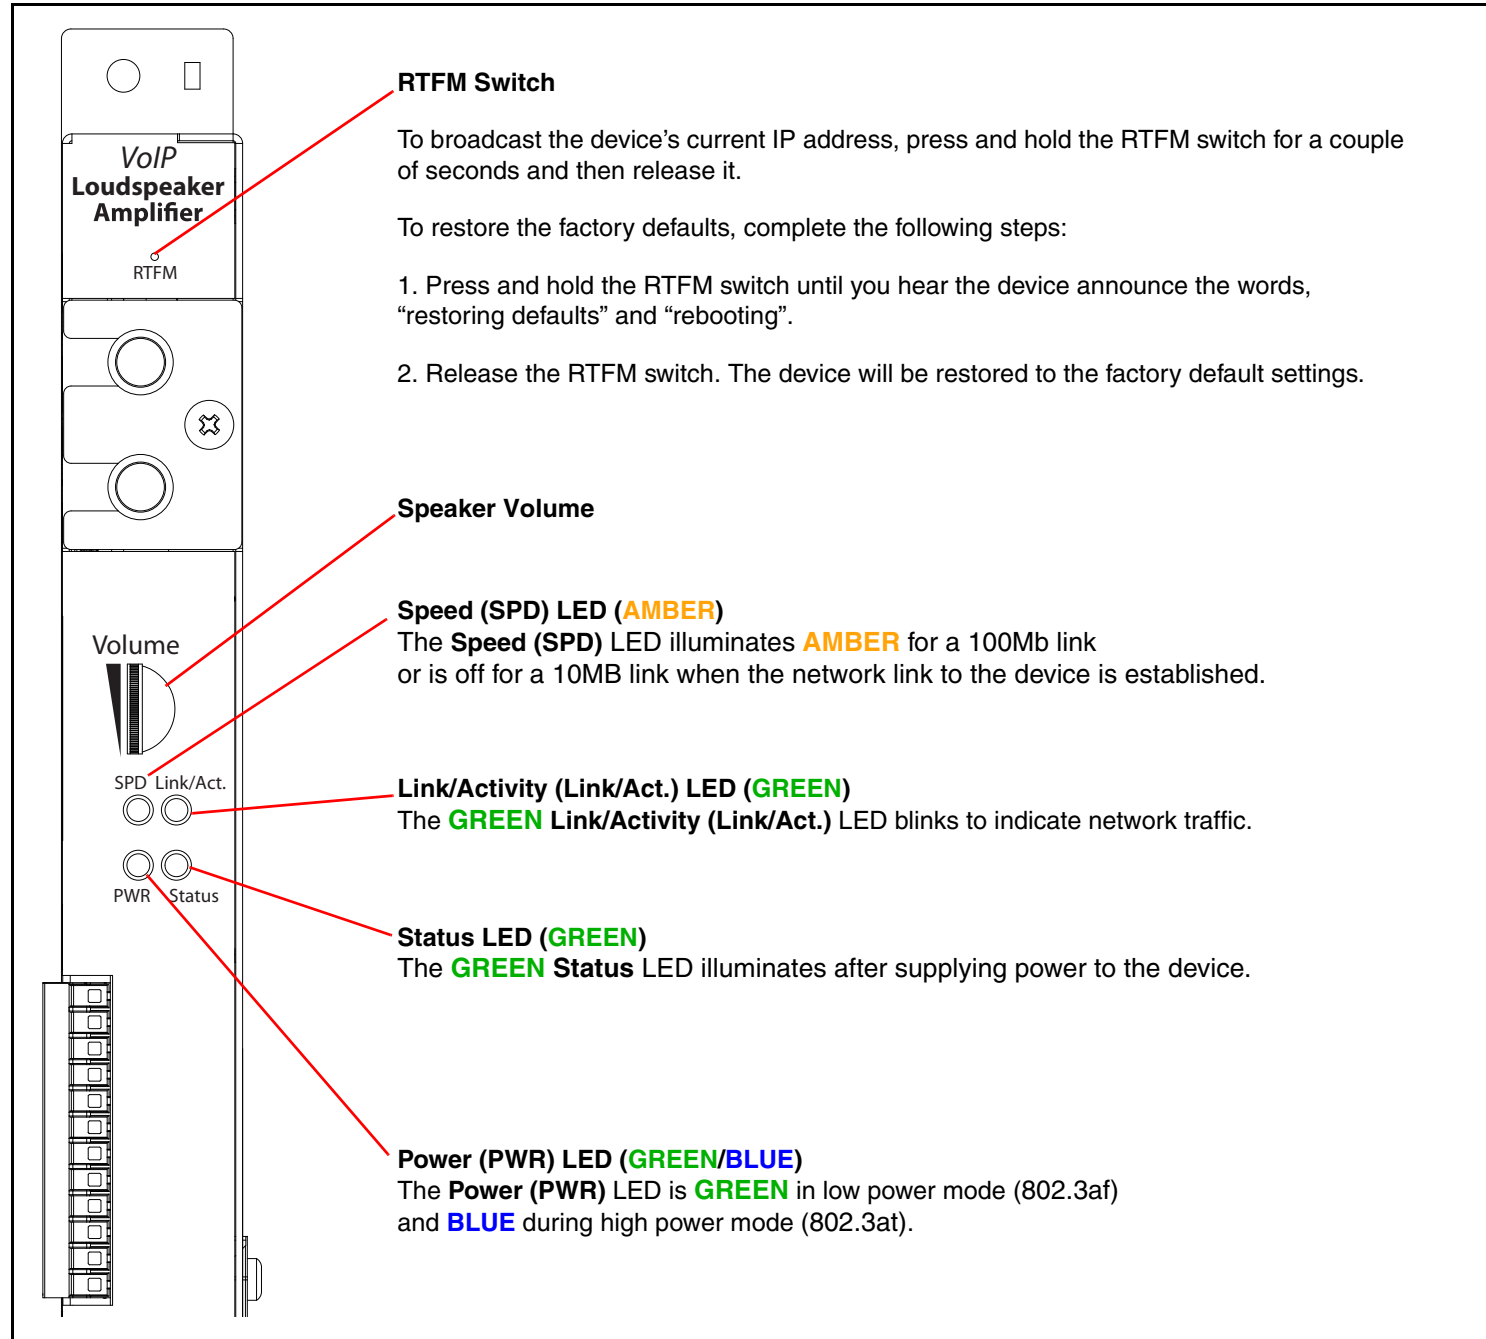 VoIP
Loudspeaker
Amplifier
RTFM
Volume
SPD Link/Act.
PWR Status
RTFM Switch
To broadcast the device’s current IP address, press and hold the RTFM switch for a couple
of seconds and then release it.
To restore the factory defaults, complete the following steps:
1. Press and hold the RTFM switch until you hear the device announce the words,
“restoring defaults” and “rebooting”.
2. Release the RTFM switch. The device will be restored to the factory default settings.
Speaker Volume
Speed (SPD) LED (AMBER)
The Speed (SPD) LED illuminates AMBER for a 100Mb link
or is off for a 10MB link when the network link to the device is established.
Link/Activity (Link/Act.) LED (GREEN)
The GREEN Link/Activity (Link/Act.) LED blinks to indicate network traffic.
Status LED (GREEN)
The GREEN Status LED illuminates after supplying power to the device.
Power (PWR) LED (GREEN/BLUE)
The Power (PWR) LED is GREEN in low power mode (802.3af)
and BLUE during high power mode (802.3at).